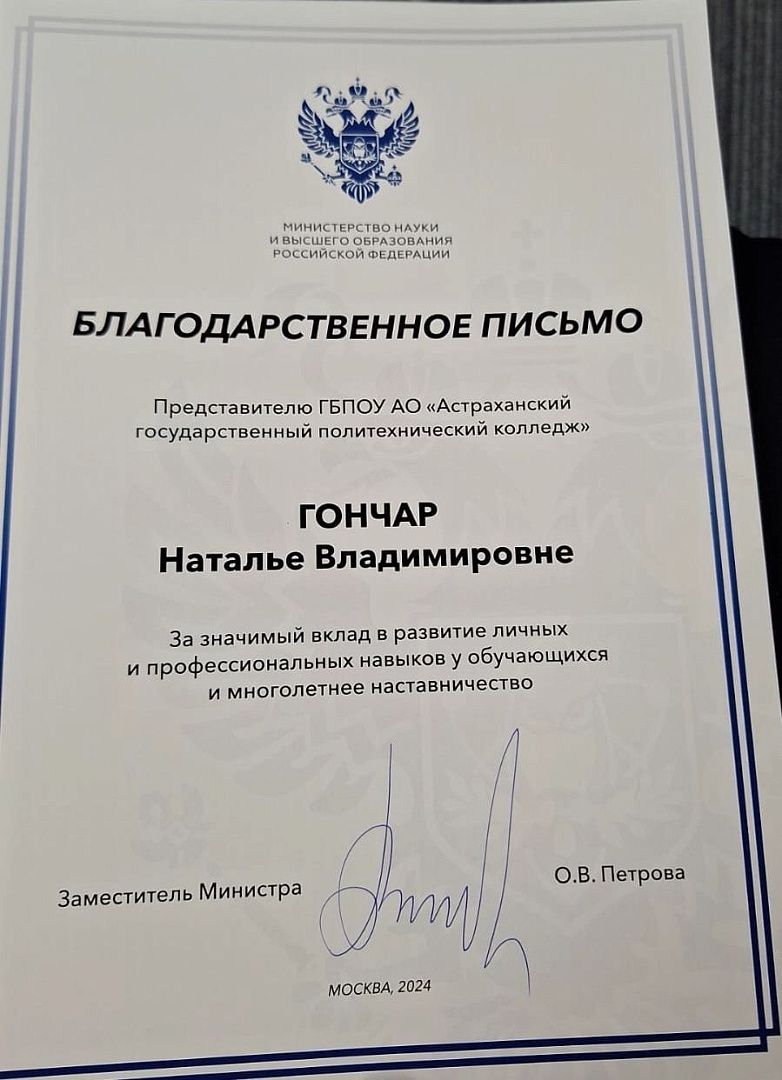 МИНИСТЕРСТВО НАУКИ
И ВЫСШЕГО ОБРАЗОВАНИЯ
РОССИЙСКОЙ ФЕДЕРАЦИИ
БЛАГОДАРСТВЕННОЕ ПИСЬМО
Представителю ГБПОУ АО «Астраханский
государственный политехнический колледж»
ГОНЧАР
Наталье Владимировне
За значимый вклад в развитие личных
и профессиональных навыков у обучающихся
и многолетнее наставничество
Заместитель Министра
О.В. Петрова
МОСКВА, 2024